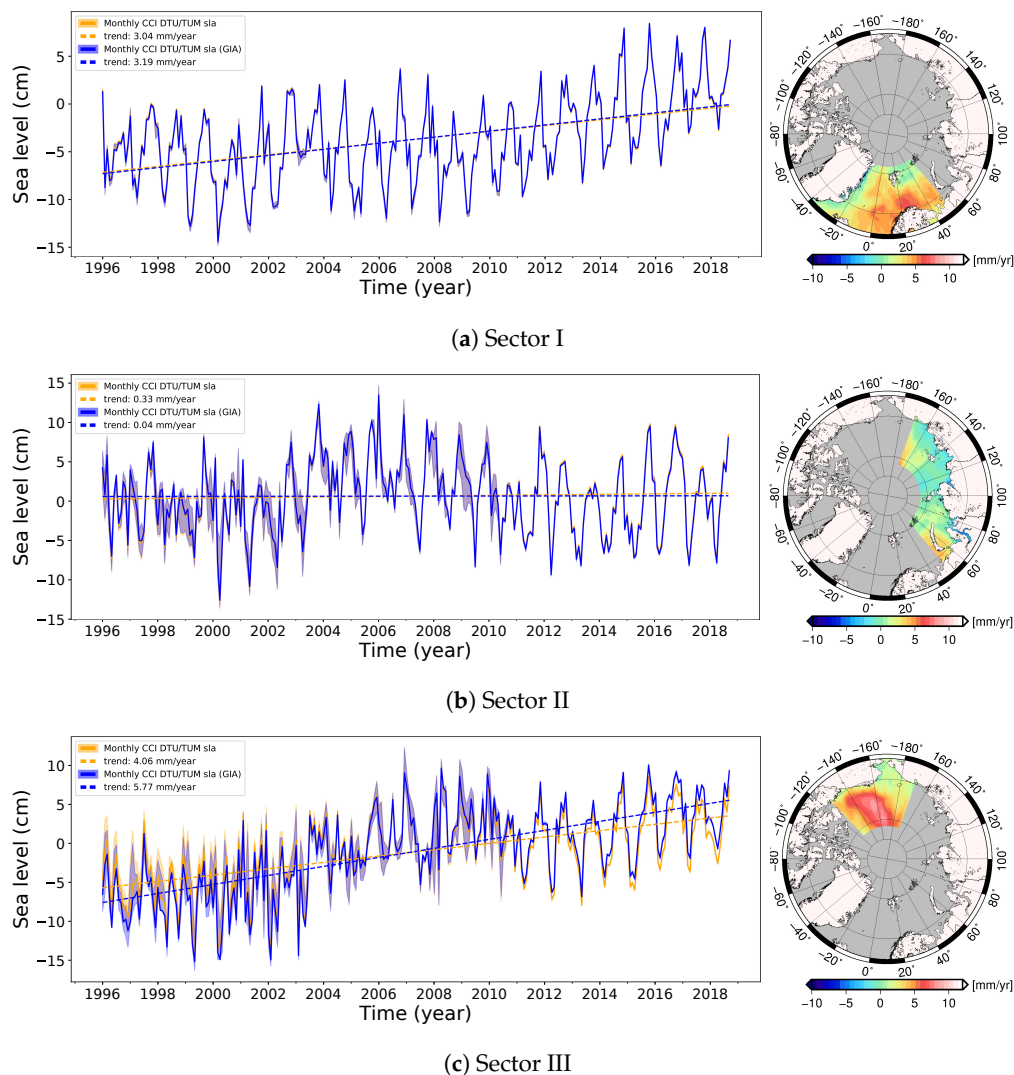 Monthly CCI DTU/TUM sla
trend: 3.04 mm/year
Monthly CCI DTU/TUM sla (GIA)
trend: 3.19 mm/year
Sea level (cm)
5
0
−5
−10
−15
1996 1998 2000 2002 2004 2006 2008 2010 2012 2014 2016 2018
Time (year)
−160° −180° 160°
−140° 140°
−120° 120°
−100° 100°
−80° 80°
−60° 60°
−40° 40°
−20° 0° 20°
−10 −5 0 5 10 [mm/yr]
(a) Sector I
Monthly CCI DTU/TUM sla
trend: 0.33 mm/year
Monthly CCI DTU/TUM sla (GIA)
trend: 0.04 mm/year
Sea level (cm)
15
10
5
0
−5
−10
−15
1996 1998 2000 2002 2004 2006 2008 2010 2012 2014 2016 2018
Time (year)
−160° −180° 160°
−140° 140°
−120° 120°
−100° 100°
−80° 80°
−60° 60°
−40° 40°
−20° 0° 20°
−10 −5 0 5 10 [mm/yr]
(b) Sector II
Monthly CCI DTU/TUM sla
trend: 4.06 mm/year
Monthly CCI DTU/TUM sla (GIA)
trend: 5.77 mm/year
Sea level (cm)
10
5
0
−5
−10
−15
1996 1998 2000 2002 2004 2006 2008 2010 2012 2014 2016 2018
Time (year)
−160° −180° 160°
−140° 140°
−120° 120°
−100° 100°
−80° 80°
−60° 60°
−40° 40°
−20° 0° 20°
−10 −5 0 5 10 [mm/yr]
(c) Sector III